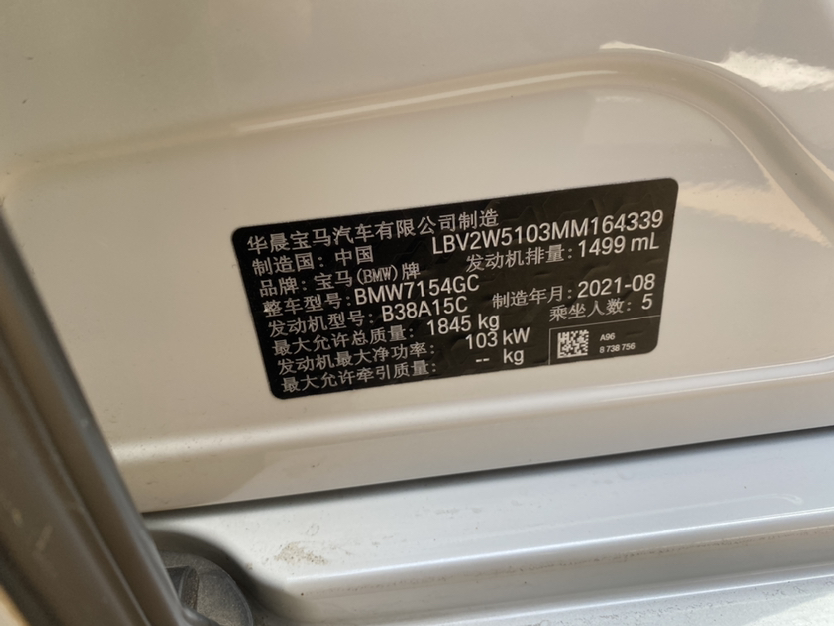 华晨宝马汽车有限公司制造
制造国：中国 LBV2W5103MM164339
品牌：宝马(BMW)牌 发动机排量：1499 mL
整车型号：BMW7154GC
发动机型号：B38A15C 制造年月：2021-08
最大允许总质量：1845 kg 乘坐人数：5
发动机最大净功率：103 kW
最大允许牵引质量：-- kg
A96
8 738 756